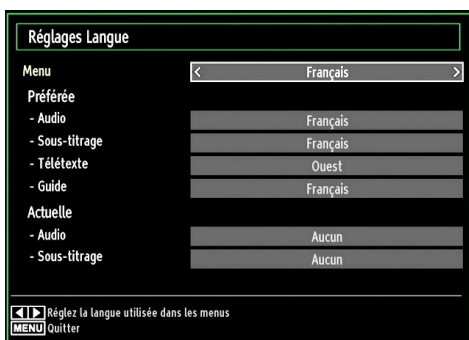 Réglages Langue
Menu < Français >
Préférée
- Audio Français
- Sous-titrage Français
- Télétexte Ouest
- Guide Français
Actuelle
- Audio Aucun
- Sous-titrage Aucun
Réglez la langue utilisée dans les menus
MENU Quitter